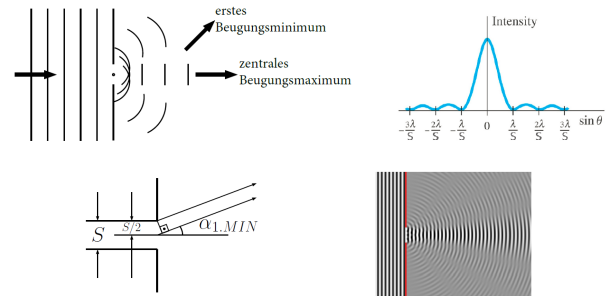 erstes
Beugungsminimum
zentrales
Beugungsmaximum
Intensity
-3λ/S -2λ/S -λ/S 0 λ/S 2λ/S 3λ/S
sin θ
S S/2 α1.MIN